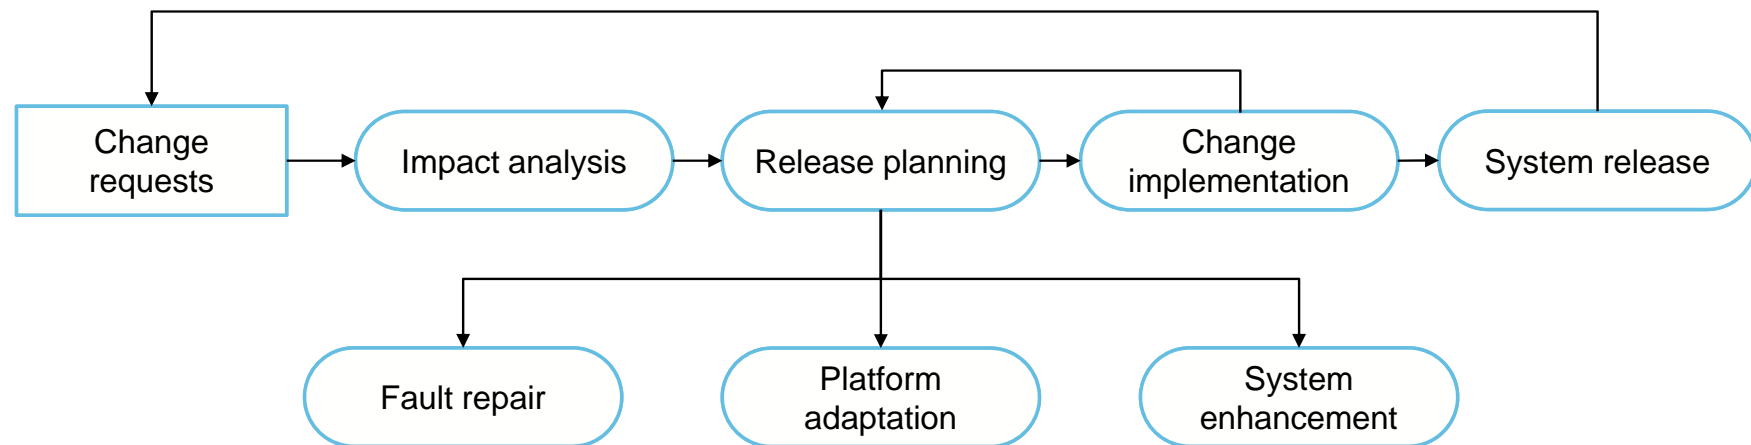 Change
requests
Impact analysis
Release planning
Change
implementation
System release
Fault repair
Platform
adaptation
System
enhancement